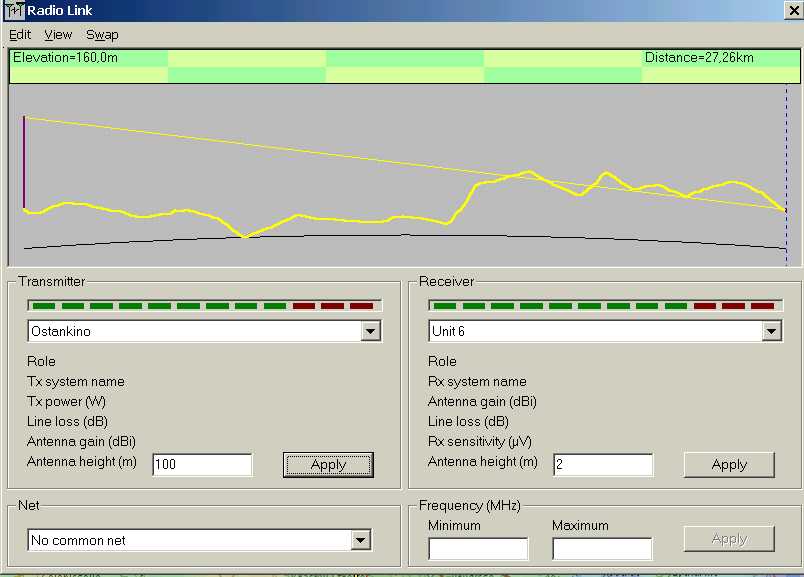 Radio Link
Edit View Swap
Elevation=160,0m Distance=27,26km
Transmitter
Ostankino
Role
Tx system name
Tx power (W)
Line loss (dB)
Antenna gain (dBi)
Antenna height (m) 100 Apply
Receiver
Unit 6
Role
Rx system name
Antenna gain (dBi)
Line loss (dB)
Rx sensitivity (µV)
Antenna height (m) 2 Apply
Net
No common net
Frequency (MHz)
Minimum Maximum
Apply